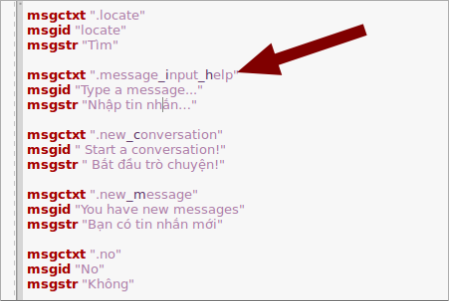 msgctxt ".locate"
msgid "locate"
msgstr "Tìm"
msgctxt ".message_input_help"
msgid "Type a message..."
msgstr "Nhập tin nhắn..."
msgctxt ".new_conversation"
msgid " Start a conversation!"
msgstr " Bắt đầu trò chuyện!"
msgctxt ".new_message"
msgid "You have new messages"
msgstr "Bạn có tin nhắn mới"
msgctxt ".no"
msgid "No"
msgstr "Không"